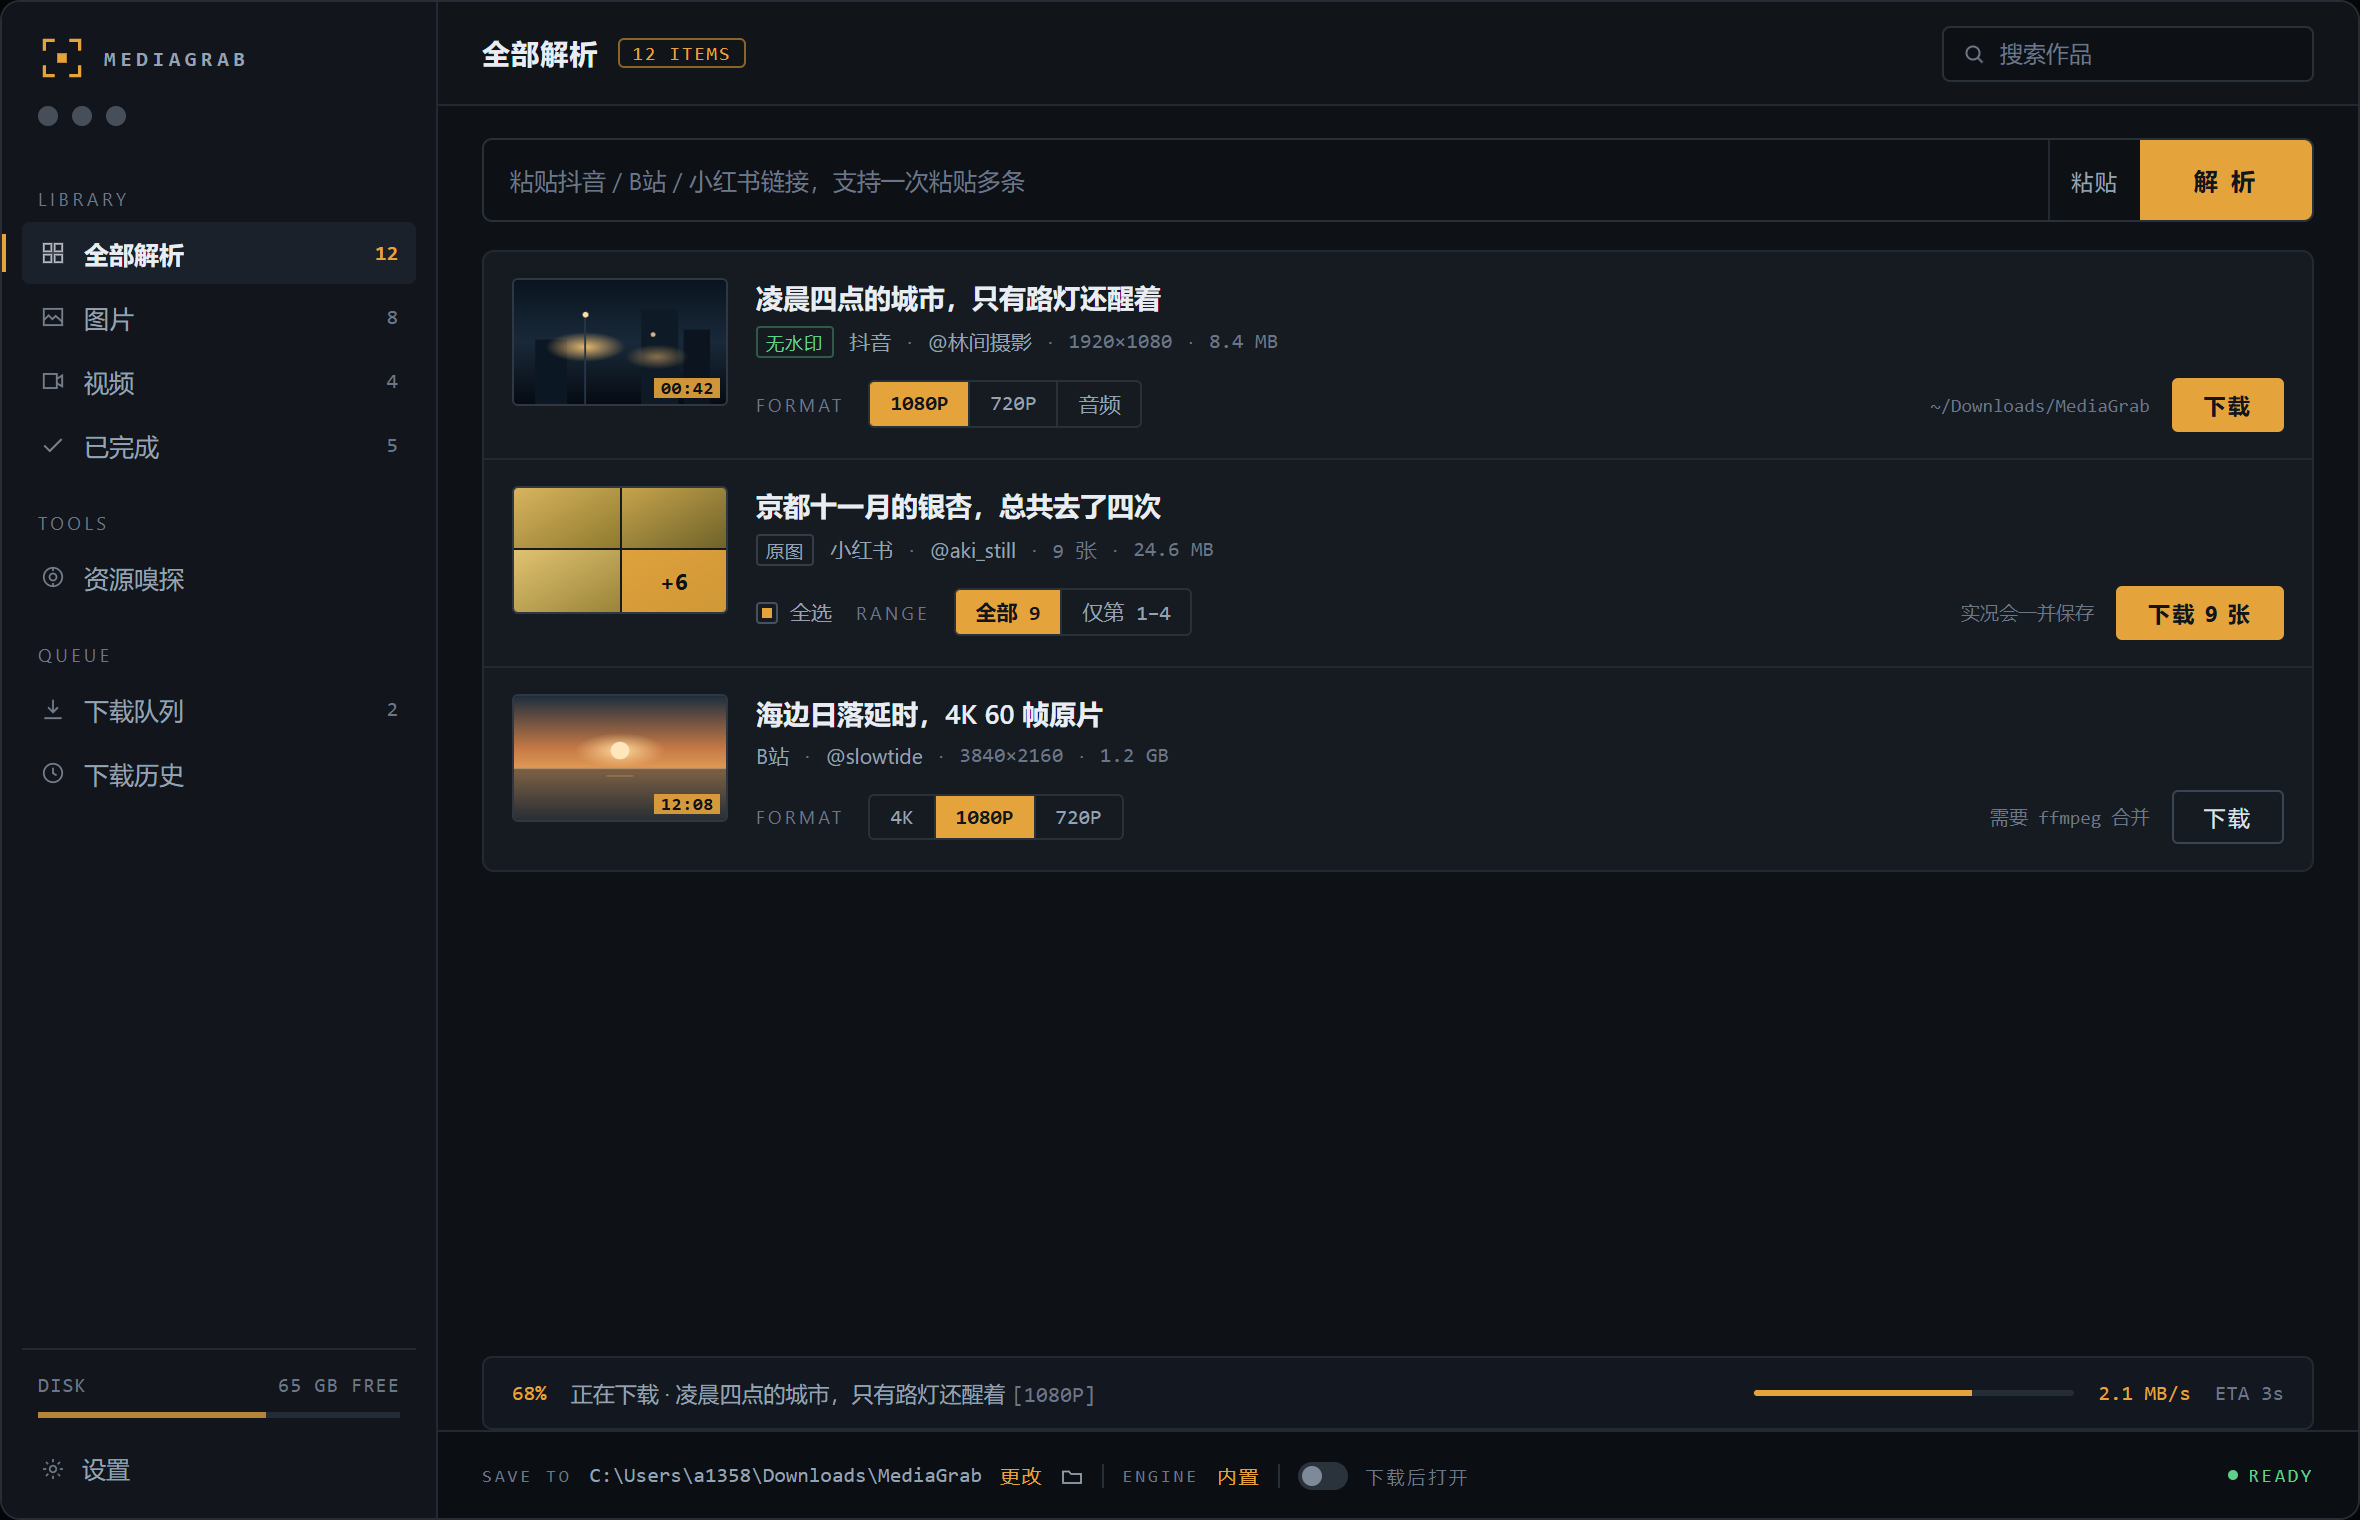 MEDIAGRAB
LIBRARY
全部解析 12
图片 8
视频 4
已完成 5
TOOLS
资源嗅探
QUEUE
下载队列 2
下载历史
DISK 65 GB FREE
设置
全部解析 12 ITEMS
搜索作品
粘贴抖音 / B站 / 小红书链接，支持一次粘贴多条 粘贴 解 析
00:42
凌晨四点的城市，只有路灯还醒着
无水印 抖音 · @林间摄影 · 1920×1080 · 8.4 MB
FORMAT 1080P 720P 音频 ~/Downloads/MediaGrab 下载
+6
京都十一月的银杏，总共去了四次
原图 小红书 · @aki_still · 9 张 · 24.6 MB
全选 RANGE 全部 9 仅第 1-4 实况会一并保存 下载 9 张
12:08
海边日落延时，4K 60 帧原片
B站 · @slowtide · 3840×2160 · 1.2 GB
FORMAT 4K 1080P 720P 需要 ffmpeg 合并 下载
68% 正在下载 · 凌晨四点的城市，只有路灯还醒着 [1080P] 2.1 MB/s ETA 3s
SAVE TO C:\Users\a1358\Downloads\MediaGrab 更改 ENGINE 内置 下载后打开 READY